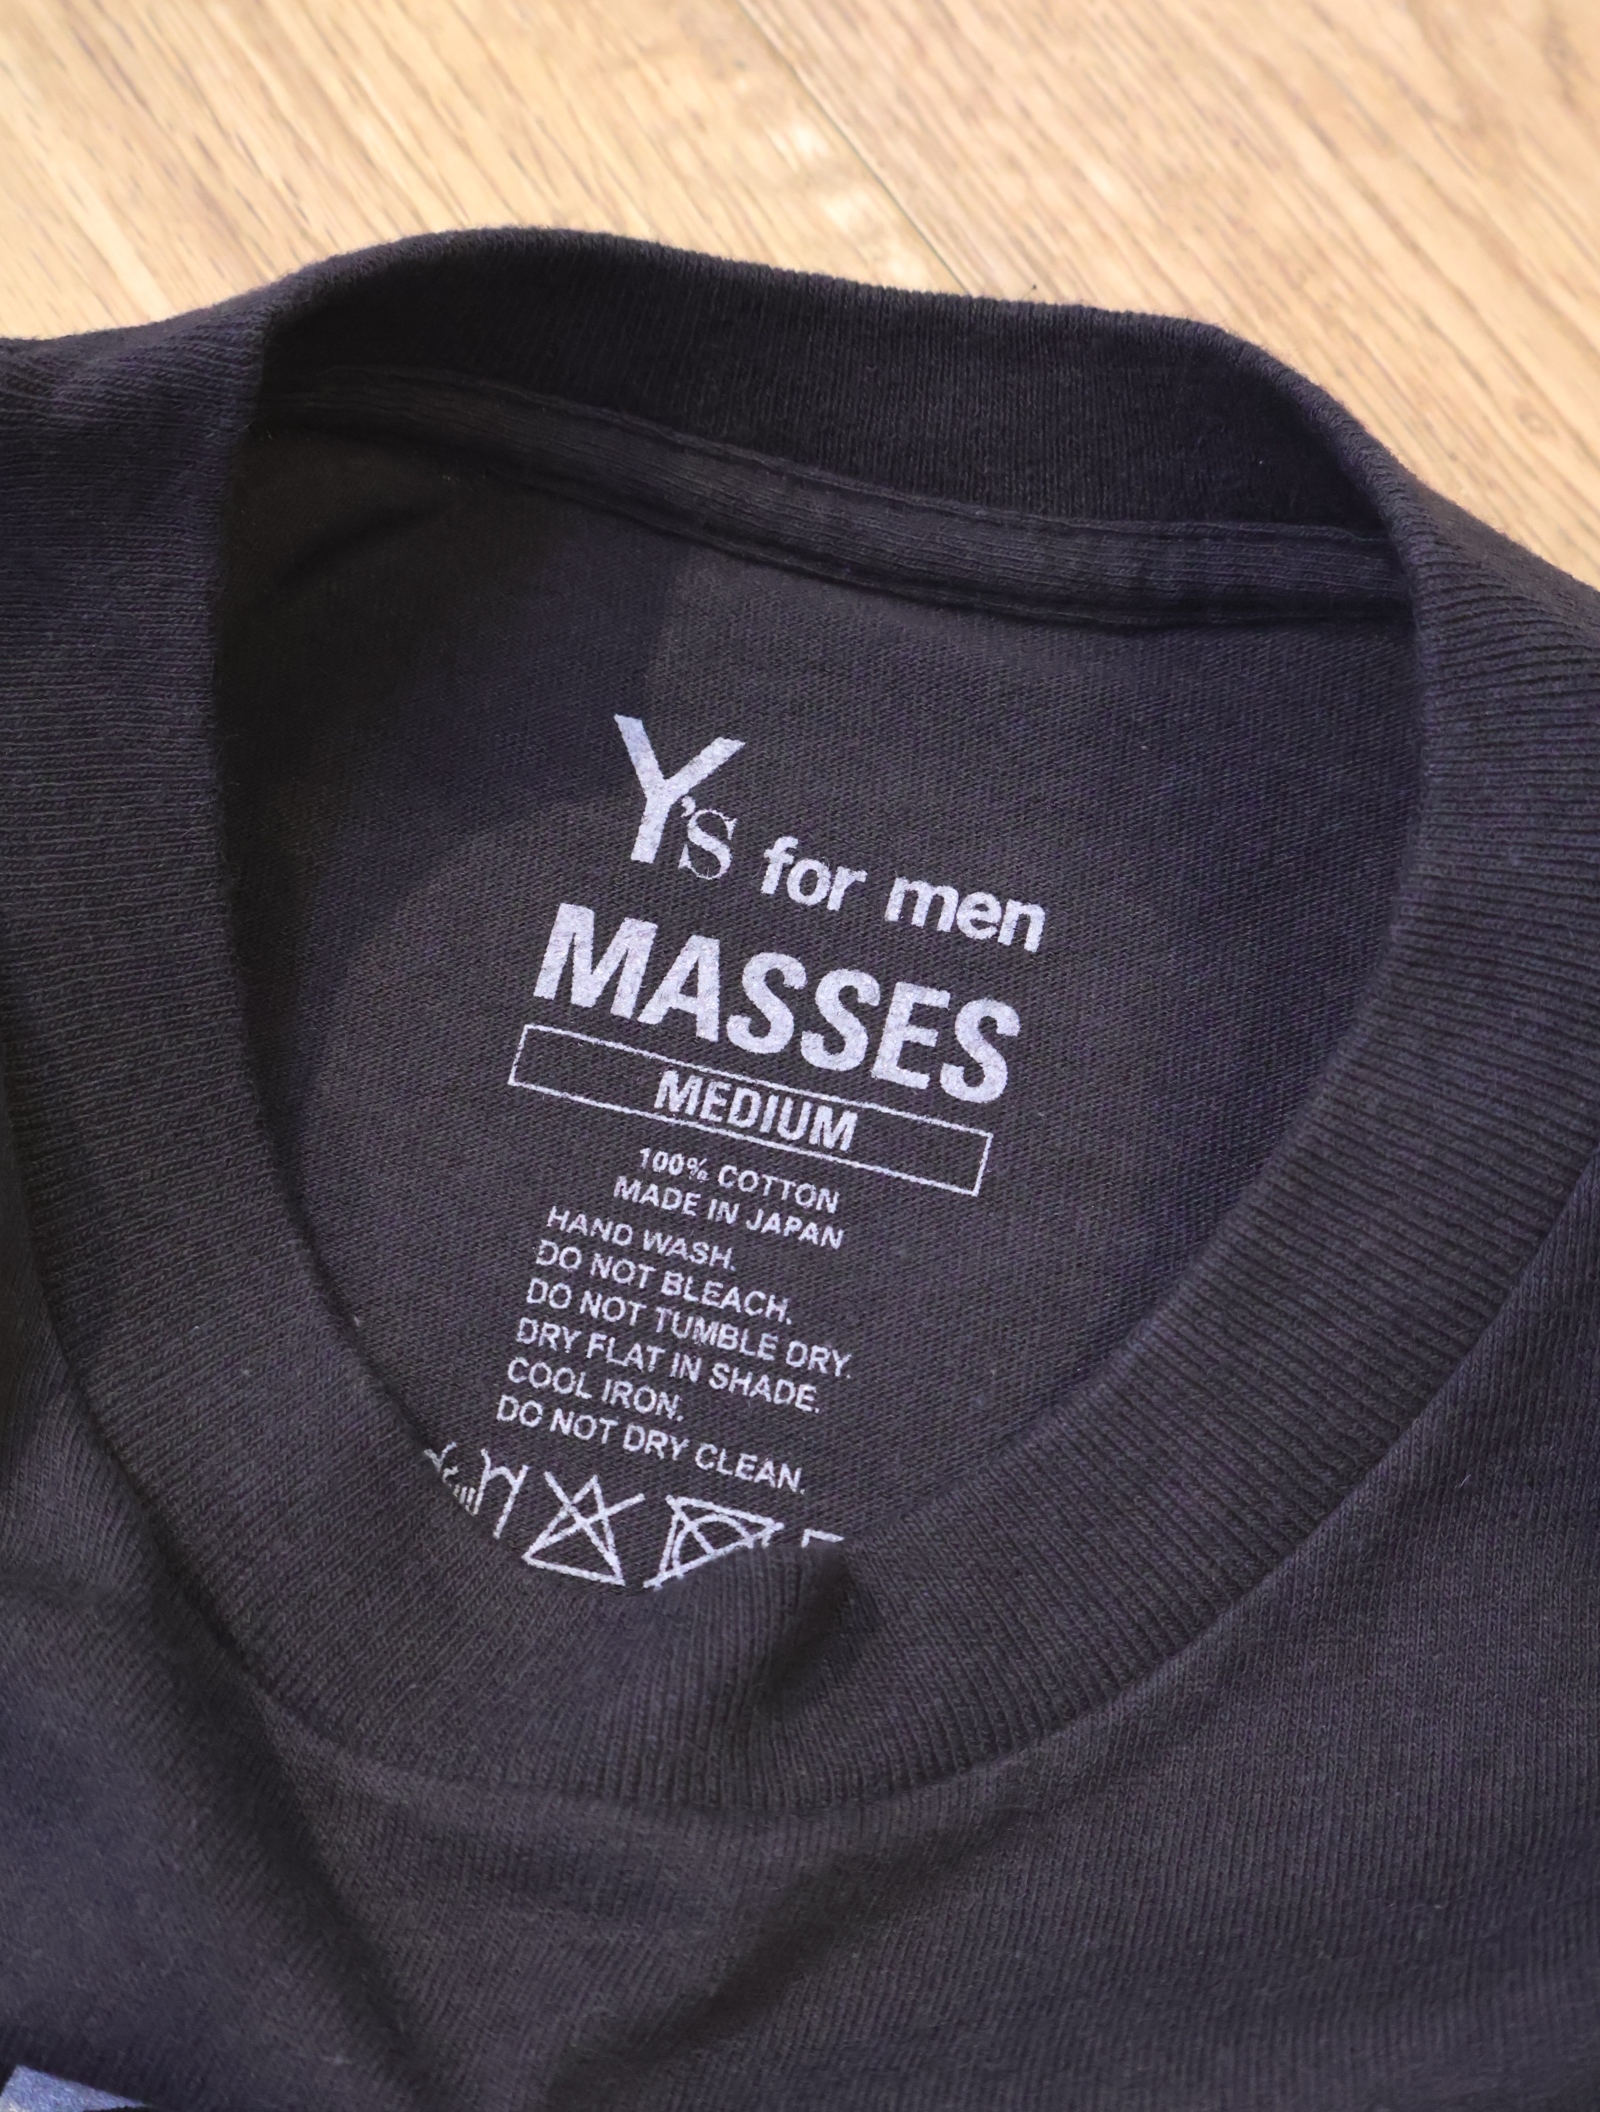 Y's for men
MASSES
MEDIUM
100% COTTON
MADE IN JAPAN
HAND WASH.
DO NOT BLEACH.
DO NOT TUMBLE DRY.
DRY FLAT IN SHADE.
COOL IRON.
DO NOT DRY CLEAN.